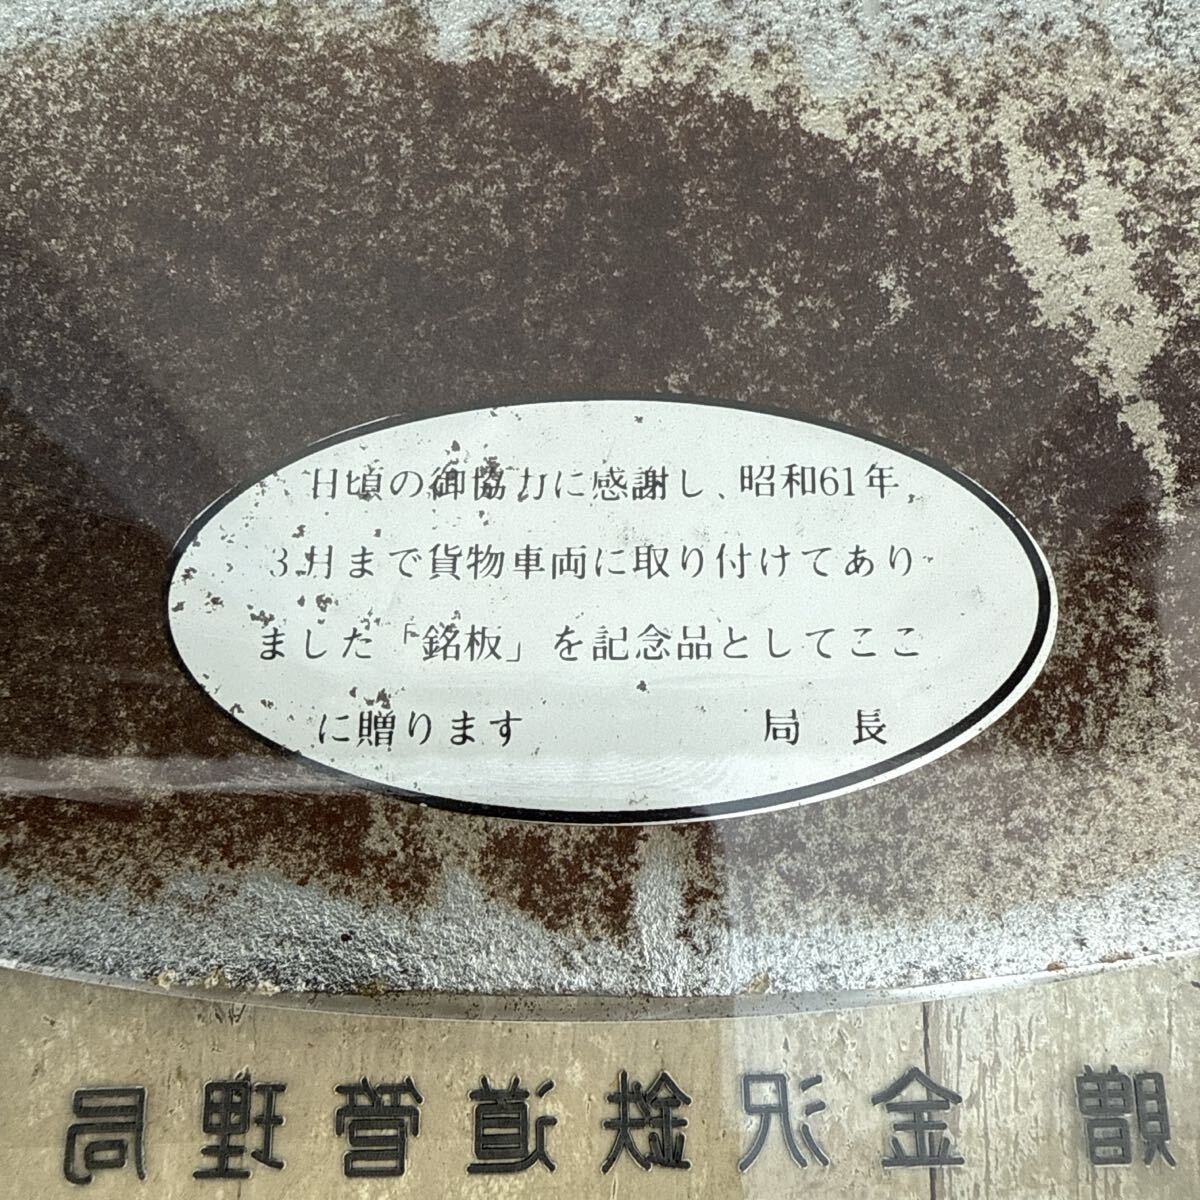 日頃の御協力に感謝し、昭和61年
3月まで貨物車両に取り付けてあり
ました「銘板」を記念品としてここ
に贈ります 局長
贈 金沢鉄道管理局